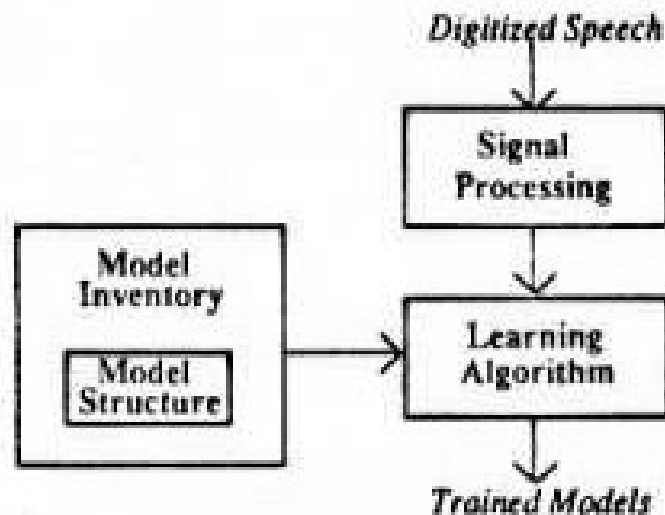 Digitized Speech
Signal
Processing
Model
Inventory
Model
Structure
Learning
Algorithm
Trained Models